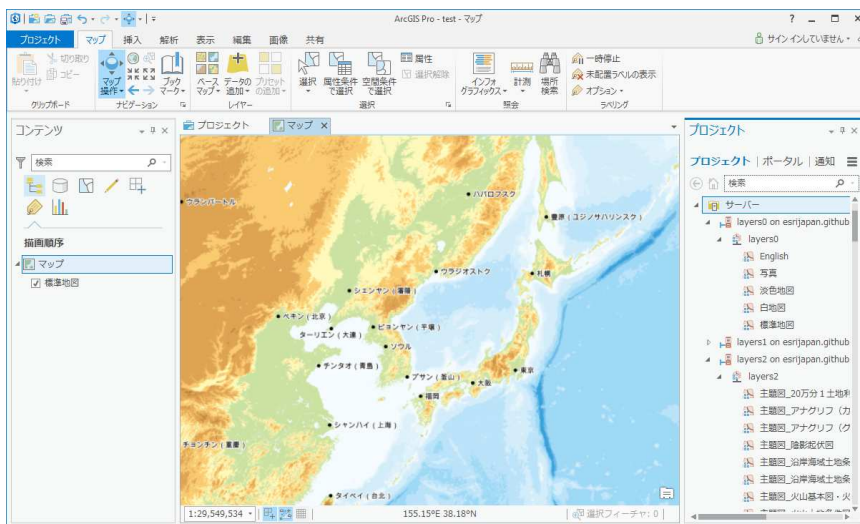 ArcGIS Pro - test - マップ
プロジェクト マップ 挿入 解析 表示 編集 画像 共有
サイン インしていません
貼り付け
切り取り
コピー
クリップボード
マップ操作
ブックマーク
ナビゲーション
ベースマップ
データの追加
プリセットの追加
レイヤー
選択
属性条件で選択
空間条件で選択
属性
選択解除
選択
インフォグラフィックス
計測
場所検索
照会
一時停止
未配置ラベルの表示
オプション
ラベリング
コンテンツ
検索
描画順序
マップ
標準地図
プロジェクト マップ
ウランバートル
ハバロフスク
豊原(ユジノサハリンスク)
ウラジオストク
札幌
シェンヤン(瀋陽)
ペキン(北京)
ターリエン(大連)
ピョンヤン(平壌)
ソウル
チンタオ(青島)
プサン(釜山)
大阪
東京
福岡
シャンハイ(上海)
チョンチン(重慶)
タイペイ(台北)
1:29,549,534
155.15ºE 38.18ºN
選択フィーチャ: 0
プロジェクト
プロジェクト | ポータル | 通知
検索
サーバー
layers0 on esrijapan.github
layers0
English
写真
淡色地図
白地図
標準地図
layers1 on esrijapan.github
layers2 on esrijapan.github
layers2
主題図_20万分1土地利
主題図_アナグリフ(カ
主題図_アナグリフ(グ
主題図_陰影起伏図
主題図_沿岸海域土地条
主題図_沿岸海域土地条
主題図_火山基本図・火